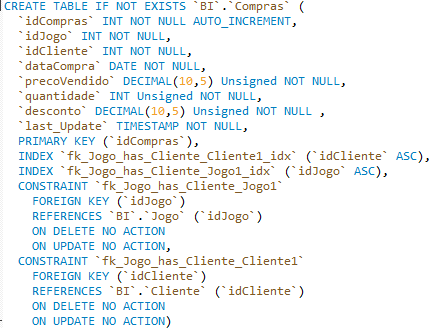 CREATE TABLE IF NOT EXISTS `BI`.`Compras` (
`idCompras` INT NOT NULL AUTO_INCREMENT,
`idJogo` INT NOT NULL,
`idCliente` INT NOT NULL,
`dataCompra` DATE NOT NULL,
`precoVendido` DECIMAL(10,5) Unsigned NOT NULL,
`quantidade` INT Unsigned NOT NULL,
`desconto` DECIMAL(10,5) Unsigned NOT NULL ,
`last_Update` TIMESTAMP NOT NULL,
PRIMARY KEY (`idCompras`),
INDEX `fk_Jogo_has_Cliente_Cliente1_idx` (`idCliente` ASC),
INDEX `fk_Jogo_has_Cliente_Jogo1_idx` (`idJogo` ASC),
CONSTRAINT `fk_Jogo_has_Cliente_Jogo1`
FOREIGN KEY (`idJogo`)
REFERENCES `BI`.`Jogo` (`idJogo`)
ON DELETE NO ACTION
ON UPDATE NO ACTION,
CONSTRAINT `fk_Jogo_has_Cliente_Cliente1`
FOREIGN KEY (`idCliente`)
REFERENCES `BI`.`Cliente` (`idCliente`)
ON DELETE NO ACTION
ON UPDATE NO ACTION)